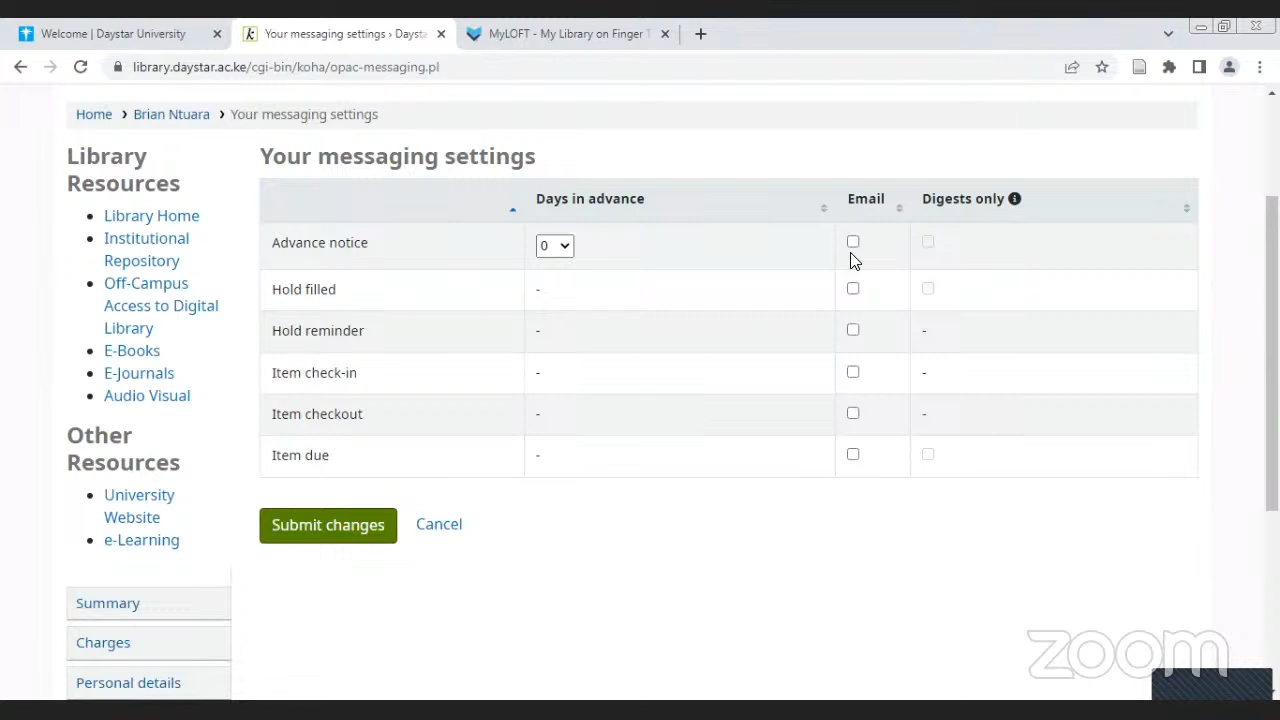 Welcome | Daystar University
Your messaging settings › Daysta
MyLOFT - My Library on Finger T
library.daystar.ac.ke/cgi-bin/koha/opac-messaging.pl
Home › Brian Ntuara › Your messaging settings
Library
Resources
Library Home
Institutional
Repository
Off-Campus
Access to Digital
Library
E-Books
E-Journals
Audio Visual
Other
Resources
University
Website
e-Learning
Summary
Charges
Personal details
Your messaging settings
Days in advance Email Digests only
Advance notice 0
Hold filled -
Hold reminder - -
Item check-in - -
Item checkout - -
Item due -
Submit changes Cancel
zoom